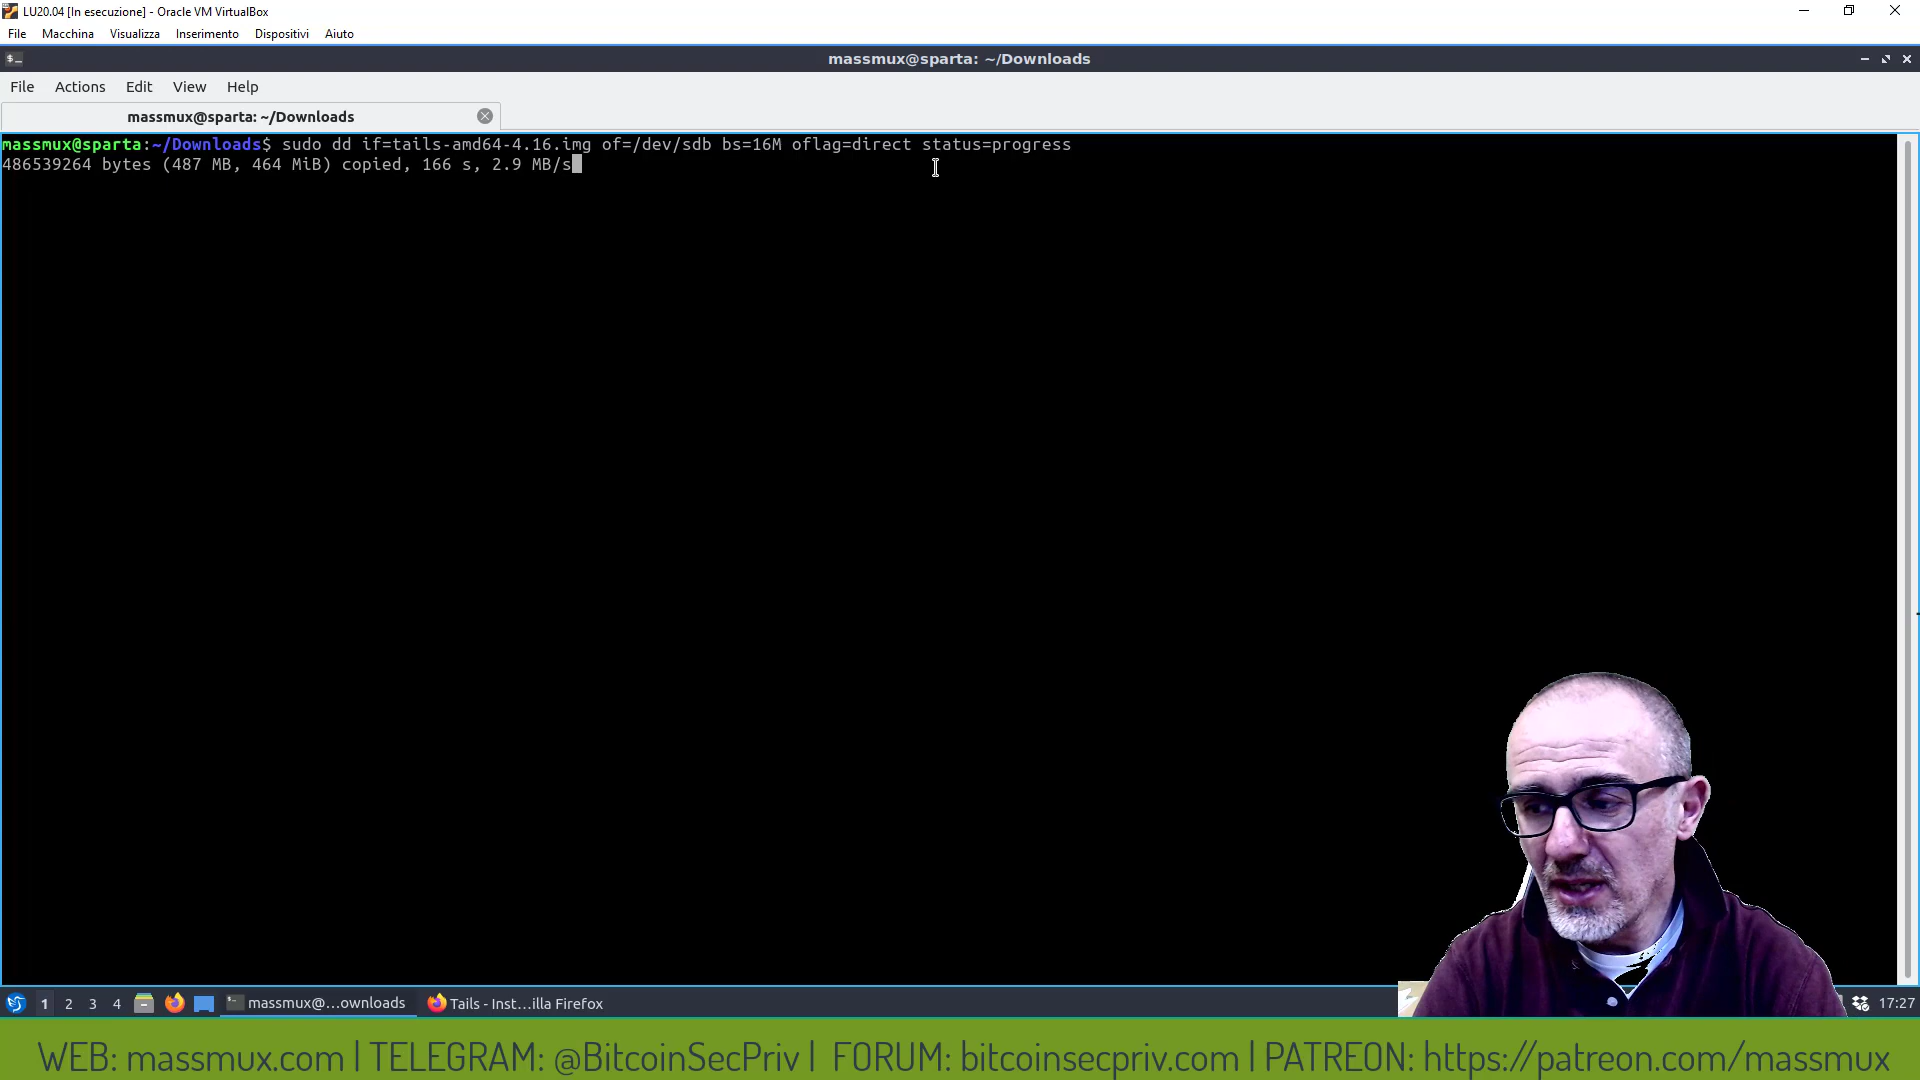 LU20.04 [In esecuzione] - Oracle VM VirtualBox
File Macchina Visualizza Inserimento Dispositivi Aiuto
massmux@sparta: ~/Downloads
File Actions Edit View Help
massmux@sparta: ~/Downloads
massmux@sparta:~/Downloads$ sudo dd if=tails-amd64-4.16.img of=/dev/sdb bs=16M oflag=direct status=progress
486539264 bytes (487 MB, 464 MiB) copied, 166 s, 2.9 MB/s
1 2 3 4 massmux@...ownloads Tails - Inst...illa Firefox 17:27
WEB: massmux.com | TELEGRAM: @BitcoinSecPriv | FORUM: bitcoinsecpriv.com | PATREON: https://patreon.com/massmux